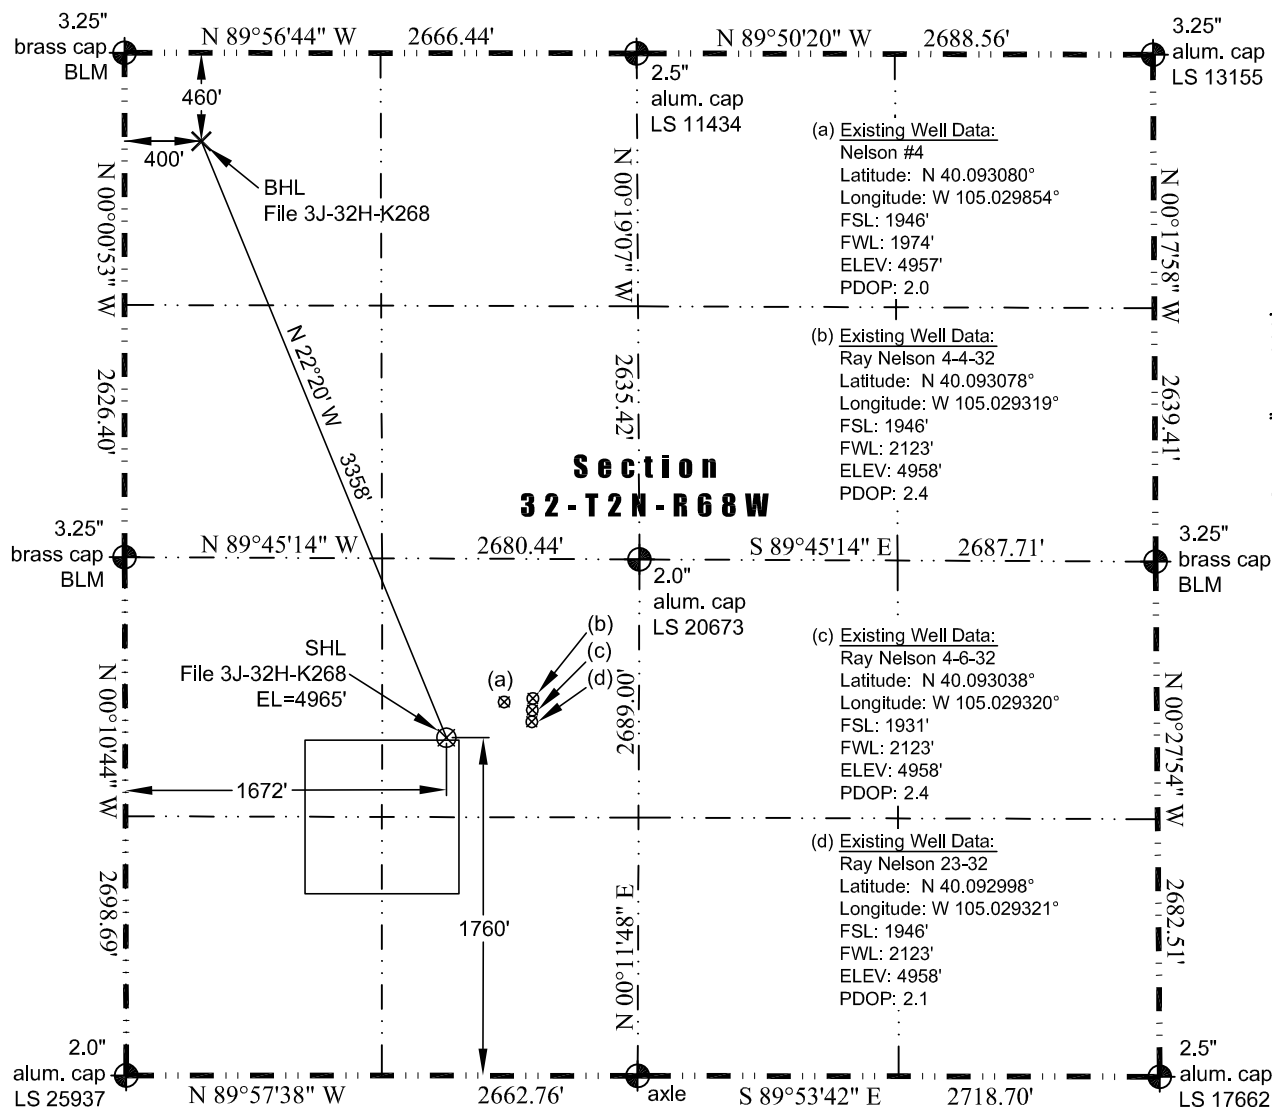 3.25"
brass cap
BLM
N 89°56'44" W 2666.44'
N 89°50'20" W 2688.56'
3.25"
alum. cap
LS 13155
2.5"
alum. cap
LS 11434
460'
400'
BHL
File 3J-32H-K268
N 00°00'53" W 2626.40'
N 00°19'07" W 2635.42'
N 00°17'58" W 2639.41'
(a) Existing Well Data:
Nelson #4
Latitude: N 40.093080°
Longitude: W 105.029854°
FSL: 1946'
FWL: 1974'
ELEV: 4957'
PDOP: 2.0
(b) Existing Well Data:
Ray Nelson 4-4-32
Latitude: N 40.093078°
Longitude: W 105.029319°
FSL: 1946'
FWL: 2123'
ELEV: 4958'
PDOP: 2.4
N 22°20' W 3358'
Section
32-T2N-R68W
3.25"
brass cap
BLM
N 89°45'14" W 2680.44'
S 89°45'14" E 2687.71'
3.25"
brass cap
BLM
2.0"
alum. cap
LS 20673
SHL
File 3J-32H-K268
EL=4965'
(a)
(b)
(c)
(d)
(c) Existing Well Data:
Ray Nelson 4-6-32
Latitude: N 40.093038°
Longitude: W 105.029320°
FSL: 1931'
FWL: 2123'
ELEV: 4958'
PDOP: 2.4
N 00°10'44" W 2698.69'
N 00°11'48" E 2689.00'
N 00°27'54" W 2682.51'
1672'
1760'
(d) Existing Well Data:
Ray Nelson 23-32
Latitude: N 40.092998°
Longitude: W 105.029321°
FSL: 1946'
FWL: 2123'
ELEV: 4958'
PDOP: 2.1
2.0"
alum. cap
LS 25937
N 89°57'38" W 2662.76'
axle
S 89°53'42" E 2718.70'
2.5"
alum. cap
LS 17662